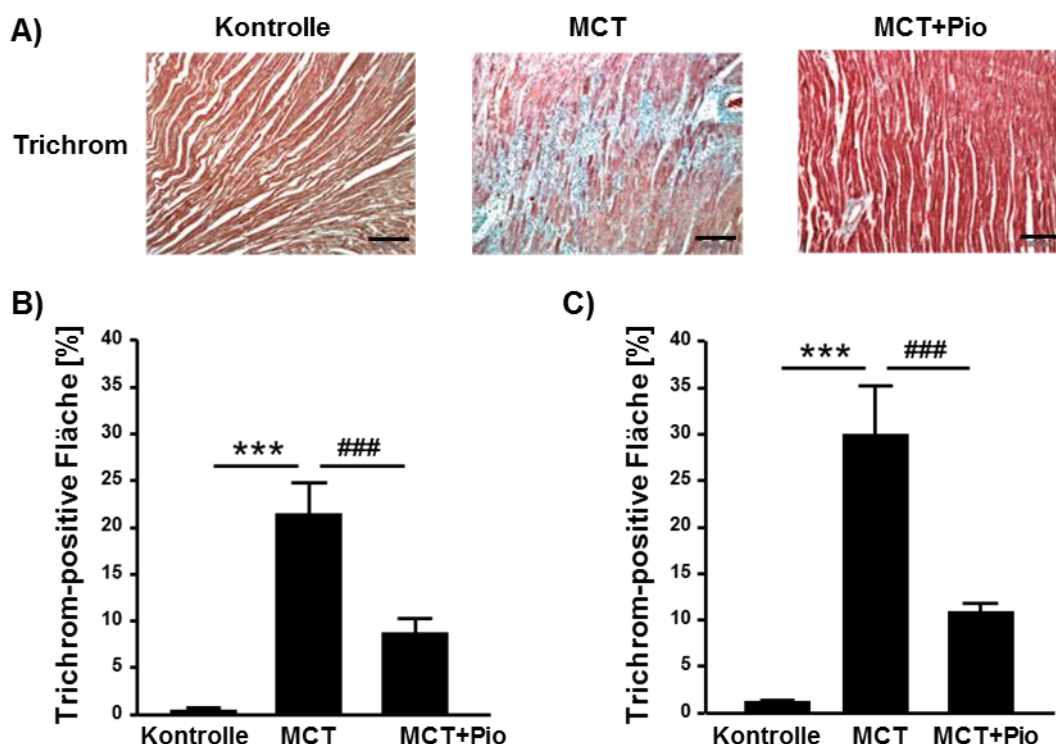 A) Kontrolle MCT MCT+Pio
Trichrom
B)
Trichrom-positive Fläche [%]
40
35
30
25
20
15
10
5
0
*** ###
Kontrolle MCT MCT+Pio
C)
Trichrom-positive Fläche [%]
40
35
30
25
20
15
10
5
0
*** ###
Kontrolle MCT MCT+Pio